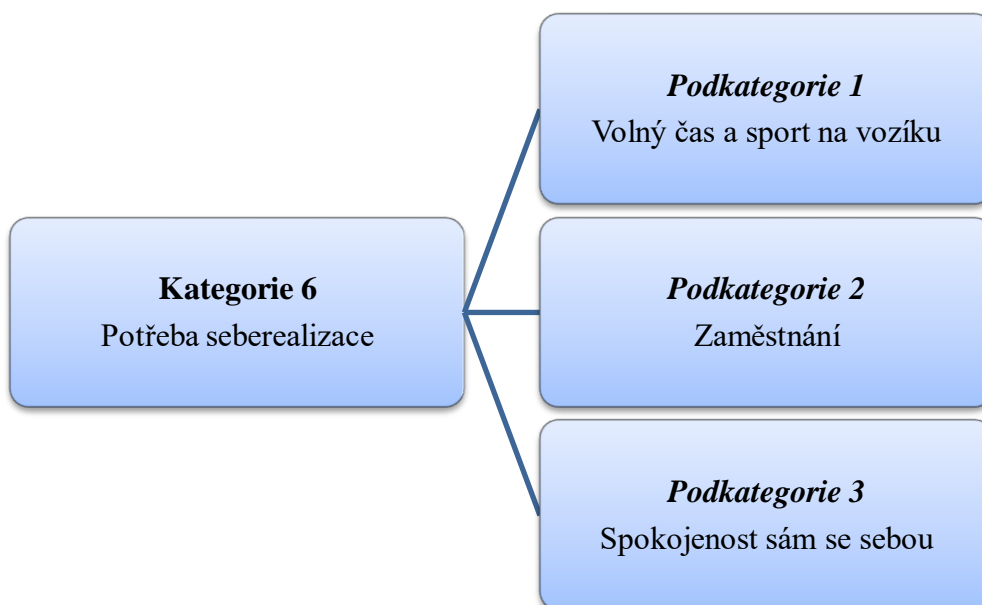 Podkategorie 1
Volný čas a sport na vozíku
Kategorie 6
Potřeba seberealizace
Podkategorie 2
Zaměstnání
Podkategorie 3
Spokojenost sám se sebou